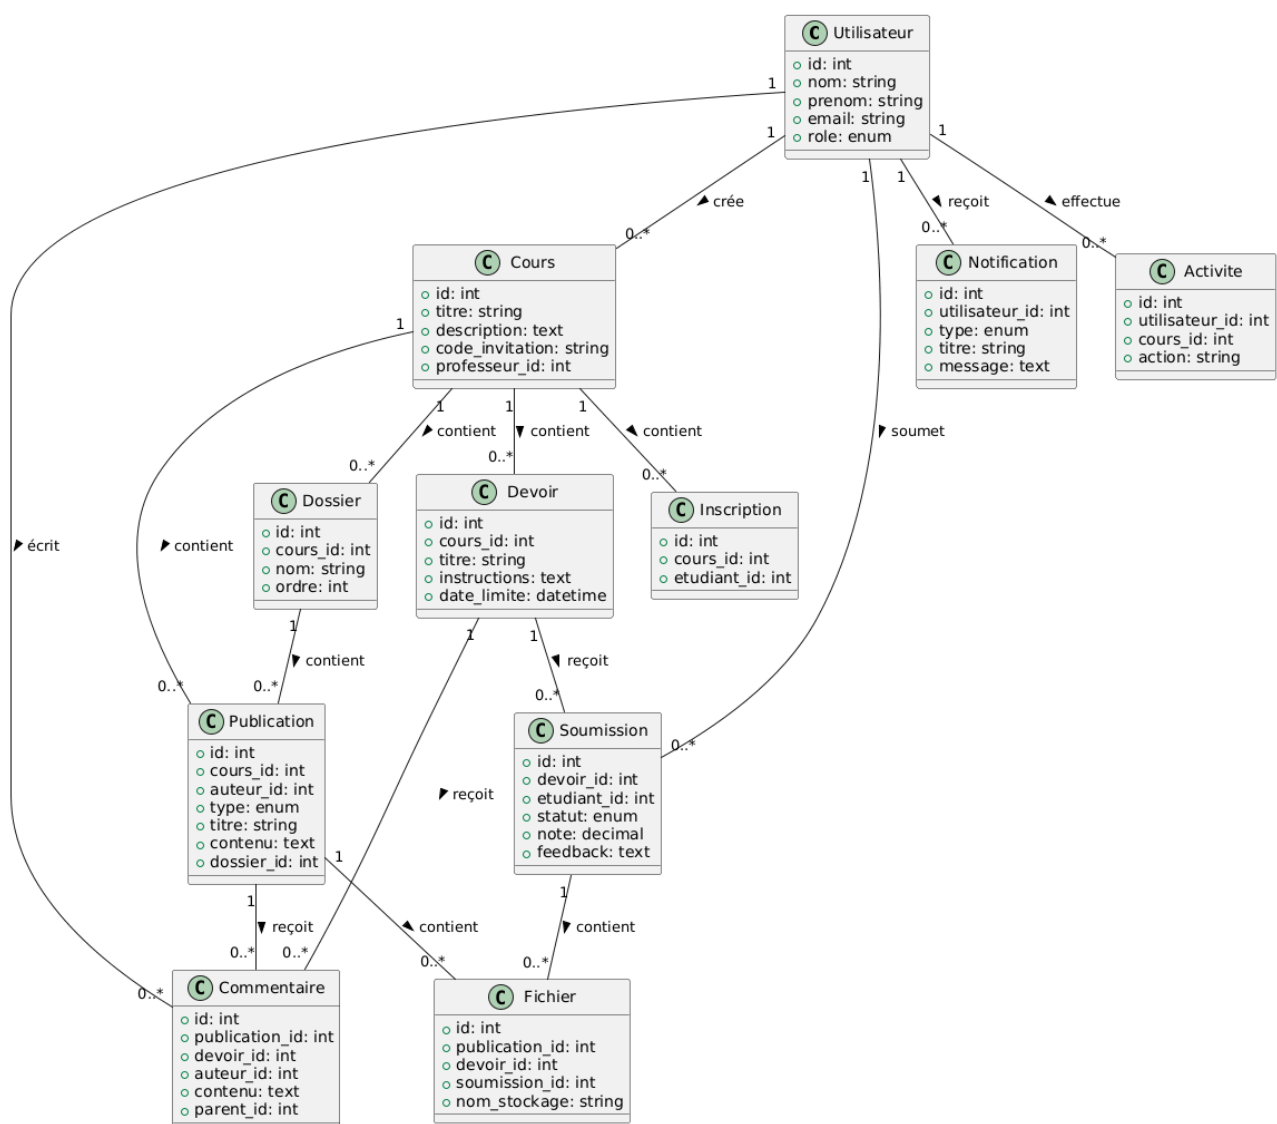 C Utilisateur
id: int
nom: string
prenom: string
email: string
role: enum
1
1
1
1
1
1
crée
reçoit
effectue
0..*
0..*
0..*
C Cours
id: int
titre: string
description: text
code_invitation: string
professeur_id: int
C Notification
id: int
utilisateur_id: int
type: enum
titre: string
message: text
C Activite
id: int
utilisateur_id: int
cours_id: int
action: string
1
1
1
1
contient
contient
contient
soumet
0..*
0..*
0..*
C Dossier
id: int
cours_id: int
nom: string
ordre: int
C Devoir
id: int
cours_id: int
titre: string
instructions: text
date_limite: datetime
C Inscription
id: int
cours_id: int
etudiant_id: int
écrit
contient
1
1
1
contient
reçoit
0..*
0..*
0..*
0..*
C Publication
id: int
cours_id: int
auteur_id: int
type: enum
titre: string
contenu: text
dossier_id: int
C Soumission
id: int
devoir_id: int
etudiant_id: int
statut: enum
note: decimal
feedback: text
reçoit
1
1
1
reçoit
contient
contient
0..*
0..*
0..*
0..*
0..*
C Commentaire
id: int
publication_id: int
devoir_id: int
auteur_id: int
contenu: text
parent_id: int
C Fichier
id: int
publication_id: int
devoir_id: int
soumission_id: int
nom_stockage: string